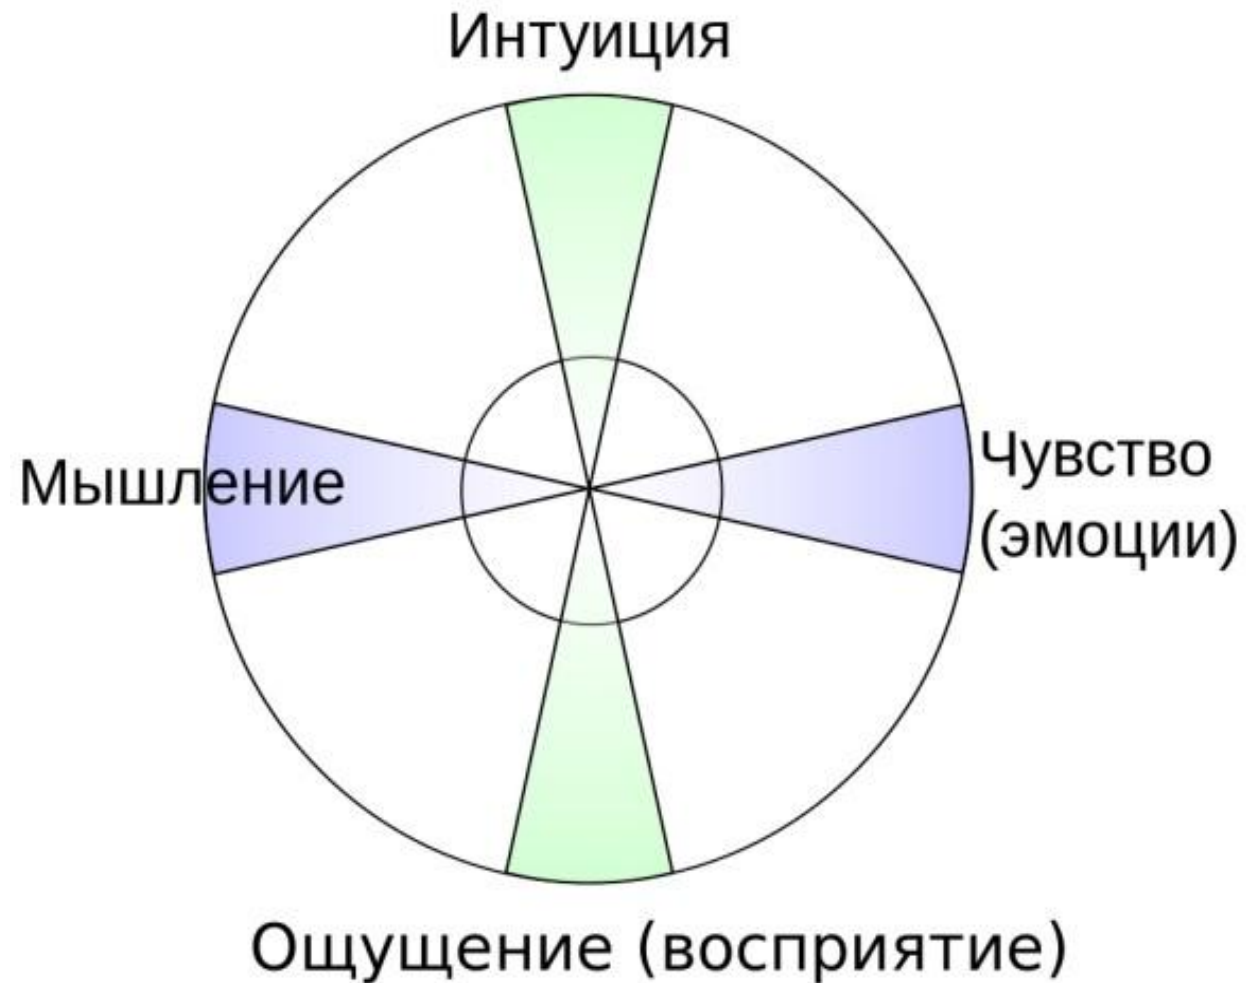 Интуиция
Мышление
Чувство
(эмоции)
Ощущение (восприятие)